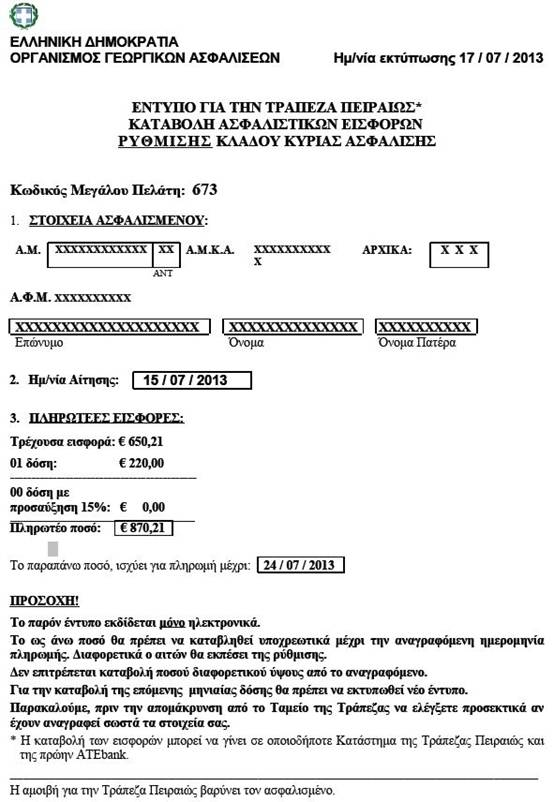 ΕΛΛΗΝΙΚΗ ΔΗΜΟΚΡΑΤΙΑ
ΟΡΓΑΝΙΣΜΟΣ ΓΕΩΡΓΙΚΩΝ ΑΣΦΑΛΙΣΕΩΝ Ημ/νία εκτύπωσης 17 / 07 / 2013
ΕΝΤΥΠΟ ΓΙΑ ΤΗΝ ΤΡΑΠΕΖΑ ΠΕΙΡΑΙΩΣ*
ΚΑΤΑΒΟΛΗ ΑΣΦΑΛΙΣΤΙΚΩΝ ΕΙΣΦΟΡΩΝ
ΡΥΘΜΙΣΗΣ ΚΛΑΔΟΥ ΚΥΡΙΑΣ ΑΣΦΑΛΙΣΗΣ
Κωδικός Μεγάλου Πελάτη: 673
1. ΣΤΟΙΧΕΙΑ ΑΣΦΑΛΙΣΜΕΝΟΥ:
Α.Μ. XXXXXXXXXXXX XX Α.Μ.Κ.Α. XXXXXXXXXX ΑΡΧΙΚΑ: X X X
X
ΑΝΤ
Α.Φ.Μ. XXXXXXXXXX
XXXXXXXXXXXXXXXXXXXX XXXXXXXXXXXXXX XXXXXXXXXX
Επώνυμο Όνομα Όνομα Πατέρα
2. Ημ/νία Αίτησης: 15 / 07 / 2013
3. ΠΛΗΡΩΤΕΕΣ ΕΙΣΦΟΡΕΣ:
Τρέχουσα εισφορά: € 650,21
01 δόση: € 220,00
00 δόση με
προσαύξηση 15%: € 0,00
Πληρωτέο ποσό: € 870,21
Το παραπάνω ποσό, ισχύει για πληρωμή μέχρι: 24 / 07 / 2013
ΠΡΟΣΟΧΗ!
Το παρόν έντυπο εκδίδεται μόνο ηλεκτρονικά.
Το ως άνω ποσό θα πρέπει να καταβληθεί υποχρεωτικά μέχρι την αναγραφόμενη ημερομηνία
πληρωμής. Διαφορετικά ο αιτών θα εκπέσει της ρύθμισης.
Δεν επιτρέπεται καταβολή ποσού διαφορετικού ύψους από το αναγραφόμενο.
Για την καταβολή της επόμενης μηνιαίας δόσης θα πρέπει να εκτυπωθεί νέο έντυπο.
Παρακαλούμε, πριν την απομάκρυνση από το Ταμείο της Τράπεζας να ελέγξετε προσεκτικά αν
έχουν αναγραφεί σωστά τα στοιχεία σας.
* Η καταβολή των εισφορών μπορεί να γίνει σε οποιοδήποτε Κατάστημα της Τράπεζας Πειραιώς και
της πρώην ATEbank.
Η αμοιβή για την Τράπεζα Πειραιώς βαρύνει τον ασφαλισμένο.